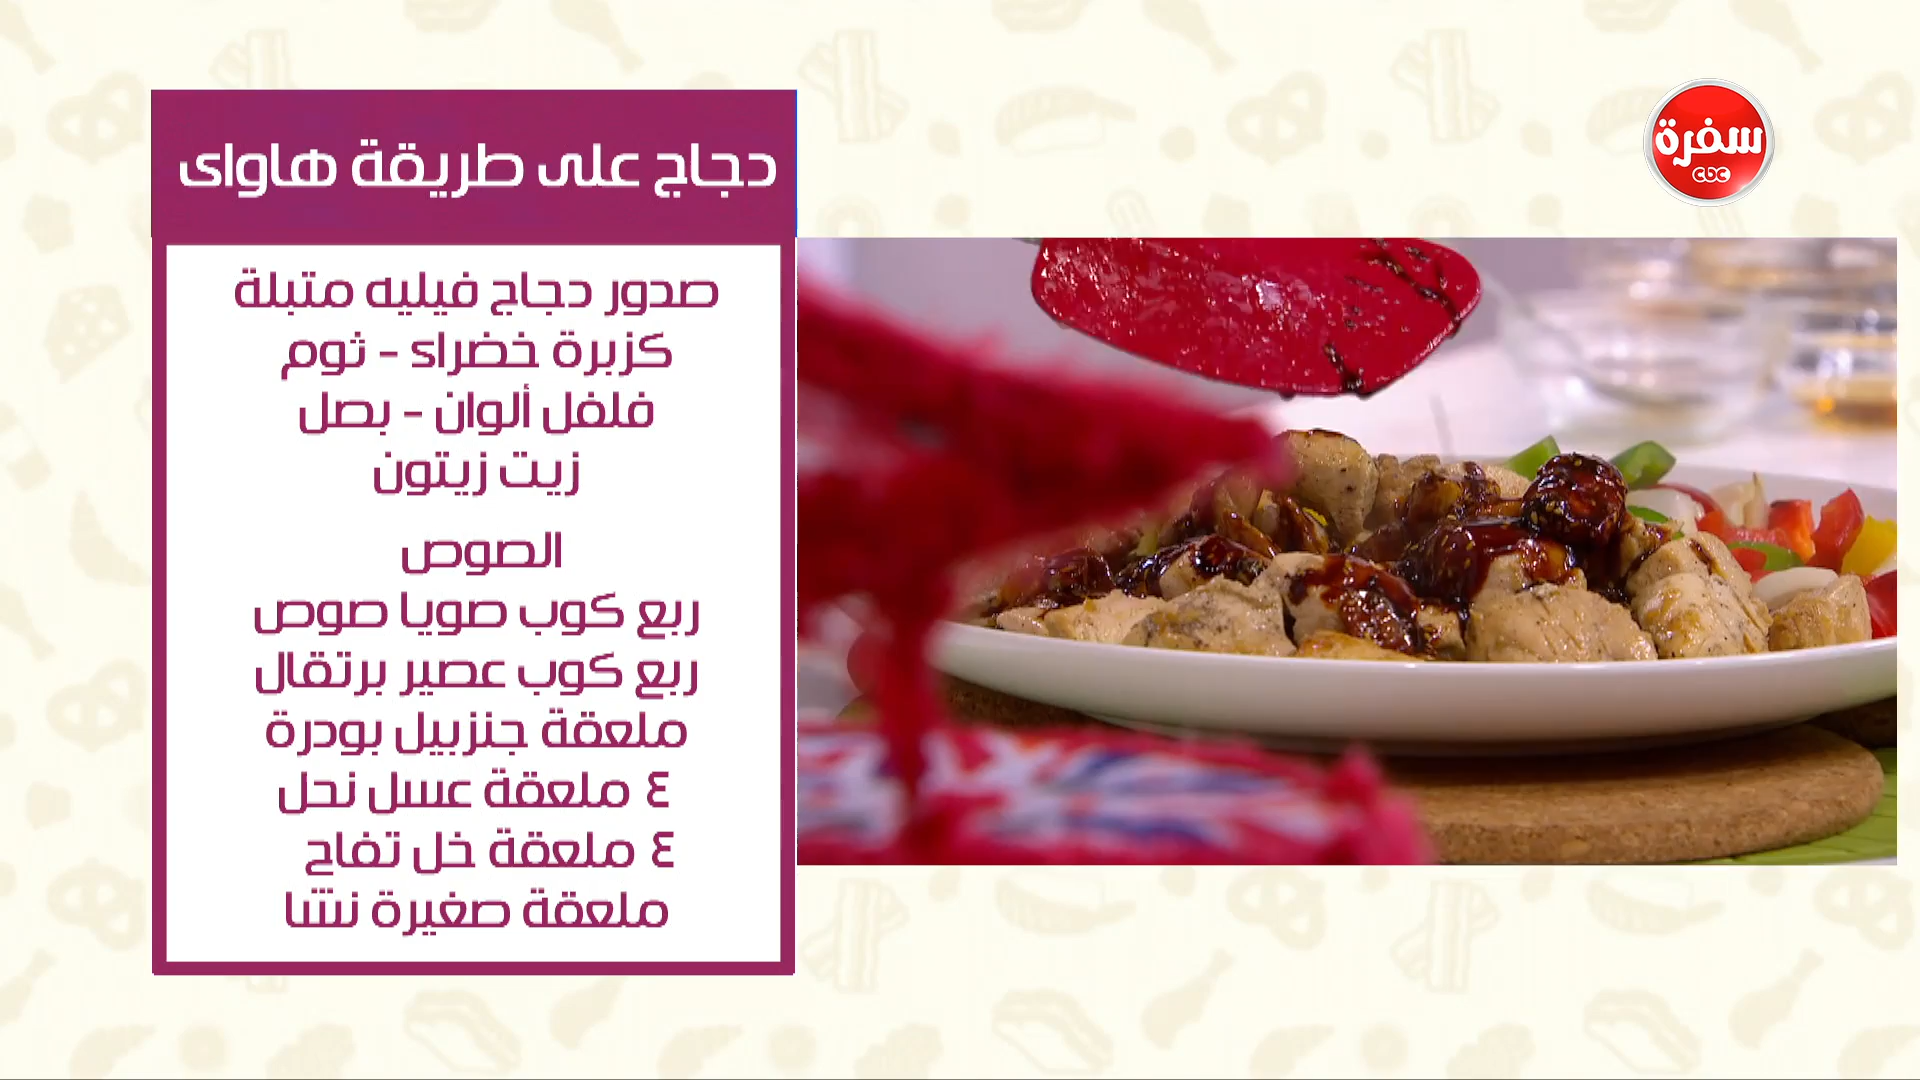 سفرة
cbc
دجاج على طريقة هاواى
صدور دجاج فيليه متبلة
كزبرة خضراء - ثوم
فلفل ألوان - بصل
زيت زيتون
الصوص
ربع كوب صويا صوص
ربع كوب عصير برتقال
ملعقة جنزبيل بودرة
٤ ملعقة عسل نحل
٤ ملعقة خل تفاح
ملعقة صغيرة نشا